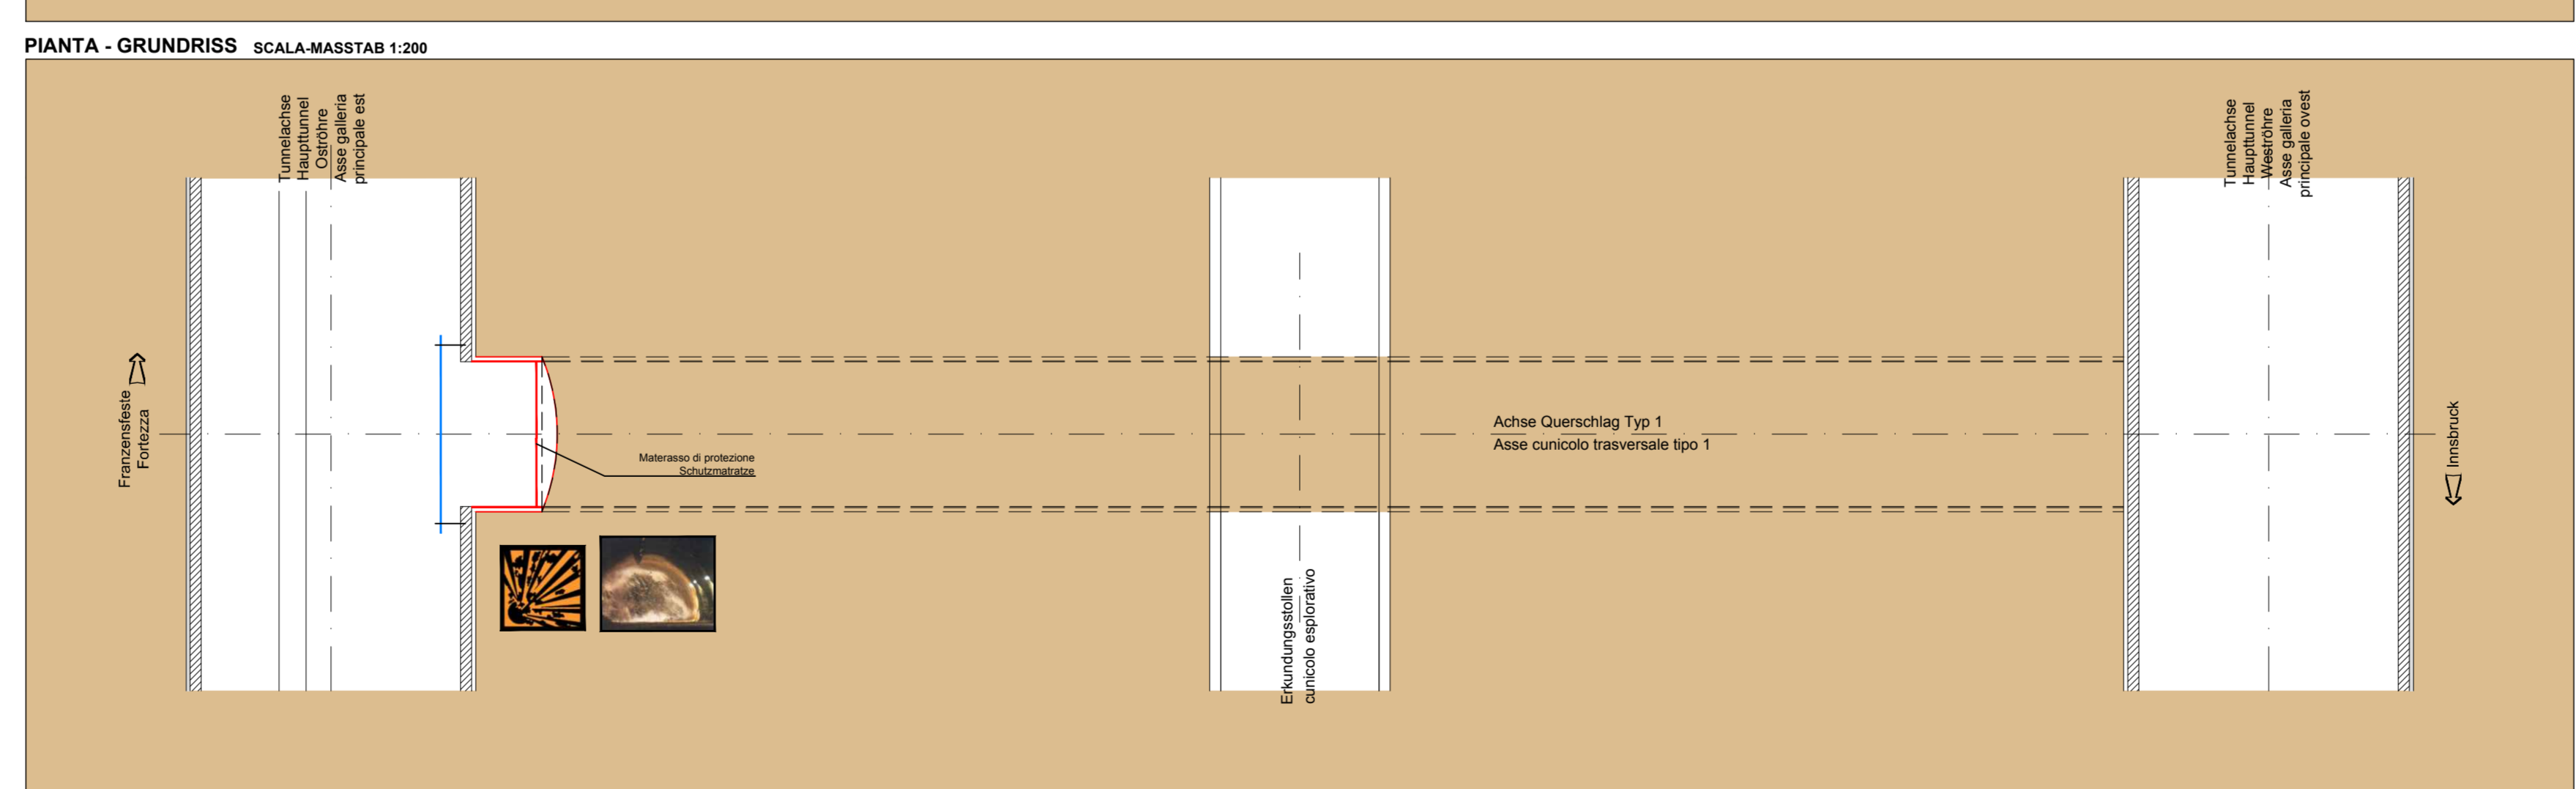 PIANTA - GRUNDRISS SCALA-MASSTAB 1:200
Tunnelachse
Haupttunnel
Oströhre
Asse galleria
principale est
Tunnelachse
Haupttunnel
Weströhre
Asse galleria
principale ovest
Franzensfeste
Fortezza
Achse Querschlag Typ 1
Asse cunicolo trasversale tipo 1
Innsbruck
Materasso di protezione
Schutzmatratze
Erkundungsstollen
cunicolo esplorativo